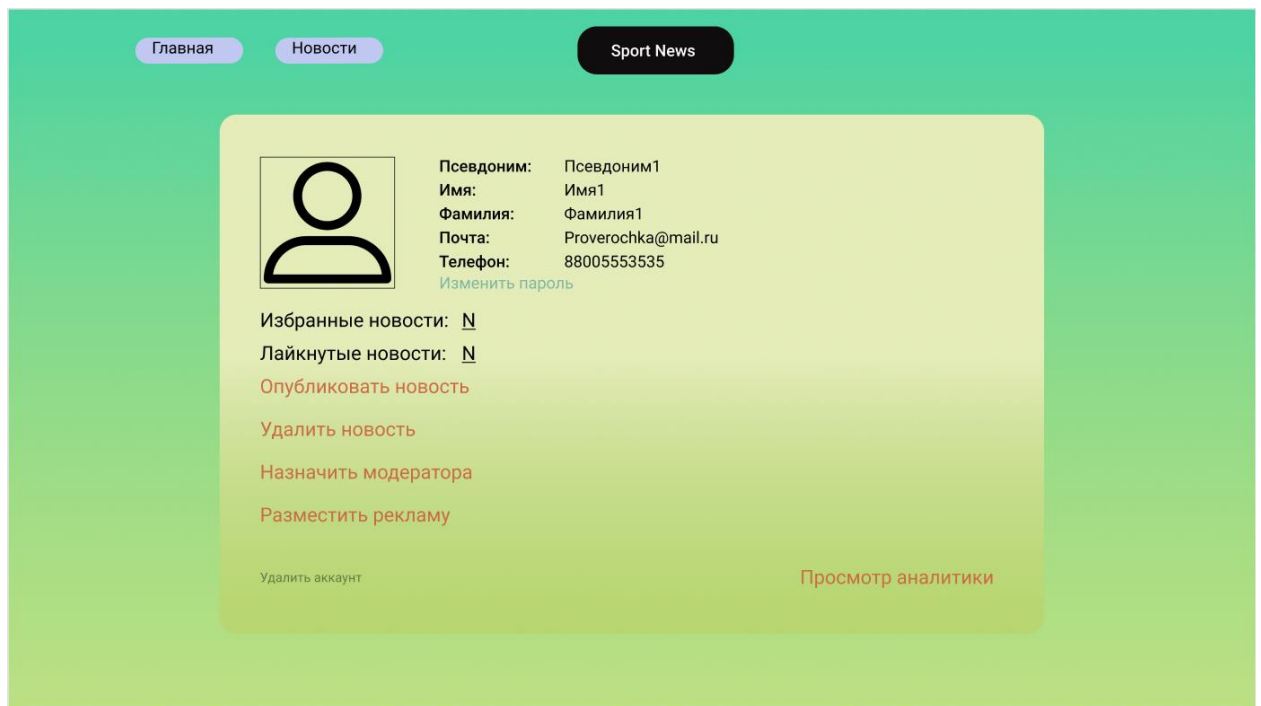 Главная Новости Sport News
Псевдоним: Псевдоним1
Имя: Имя1
Фамилия: Фамилия1
Почта: Proverochka@mail.ru
Телефон: 88005553535
Изменить пароль
Избранные новости: N
Лайкнутые новости: N
Опубликовать новость
Удалить новость
Назначить модератора
Разместить рекламу
Удалить аккаунт Просмотр аналитики